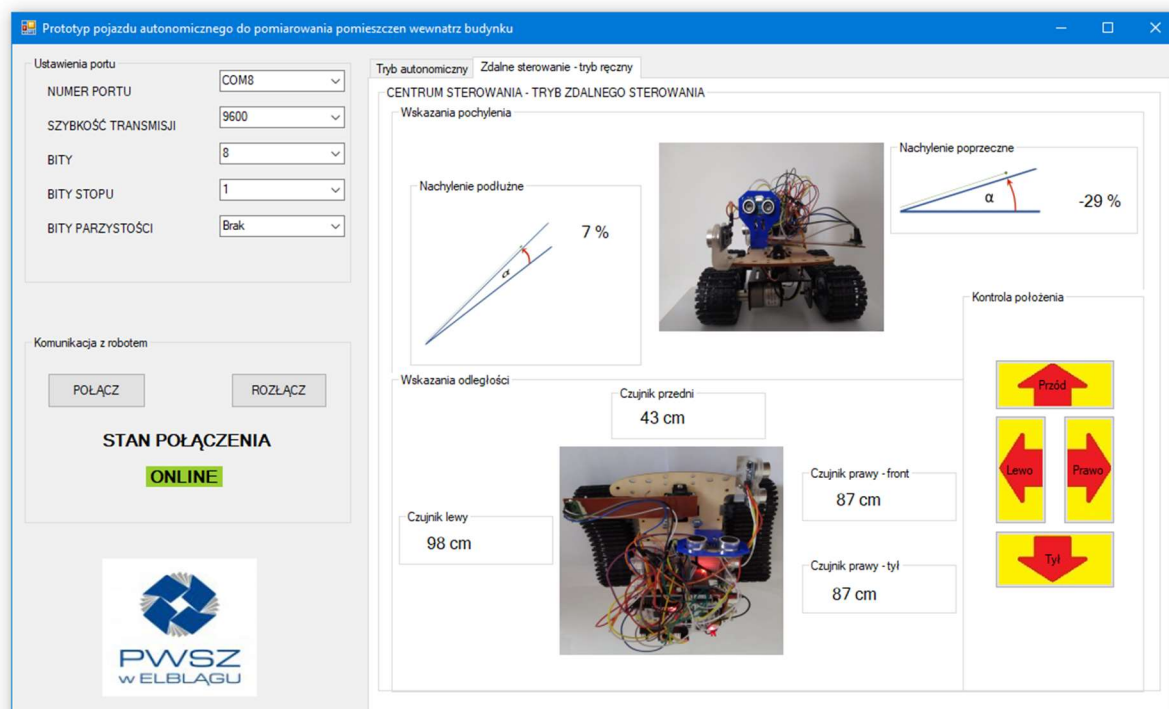 Prototyp pojazdu autonomicznego do pomiarowania pomieszczen wewnatrz budynku
Ustawienia portu
NUMER PORTU
COM8
SZYBKOŚĆ TRANSMISJI
9600
BITY
8
BITY STOPU
1
BITY PARZYSTOŚCI
Brak
Komunikacja z robotem
POŁĄCZ
ROZŁĄCZ
STAN POŁĄCZENIA
ONLINE
PWSZ
W ELBLĄGU
Tryb autonomiczny
Zdalne sterowanie - tryb ręczny
CENTRUM STEROWANIA - TRYB ZDALNEGO STEROWANIA
Wskazania pochylenia
Nachylenie podłużne
α
7 %
Nachylenie poprzeczne
α
-29 %
Wskazania odległości
Czujnik przedni
43 cm
Czujnik lewy
98 cm
Czujnik prawy - front
87 cm
Czujnik prawy - tył
87 cm
Kontrola położenia
Przód
Lewo
Prawo
Tył